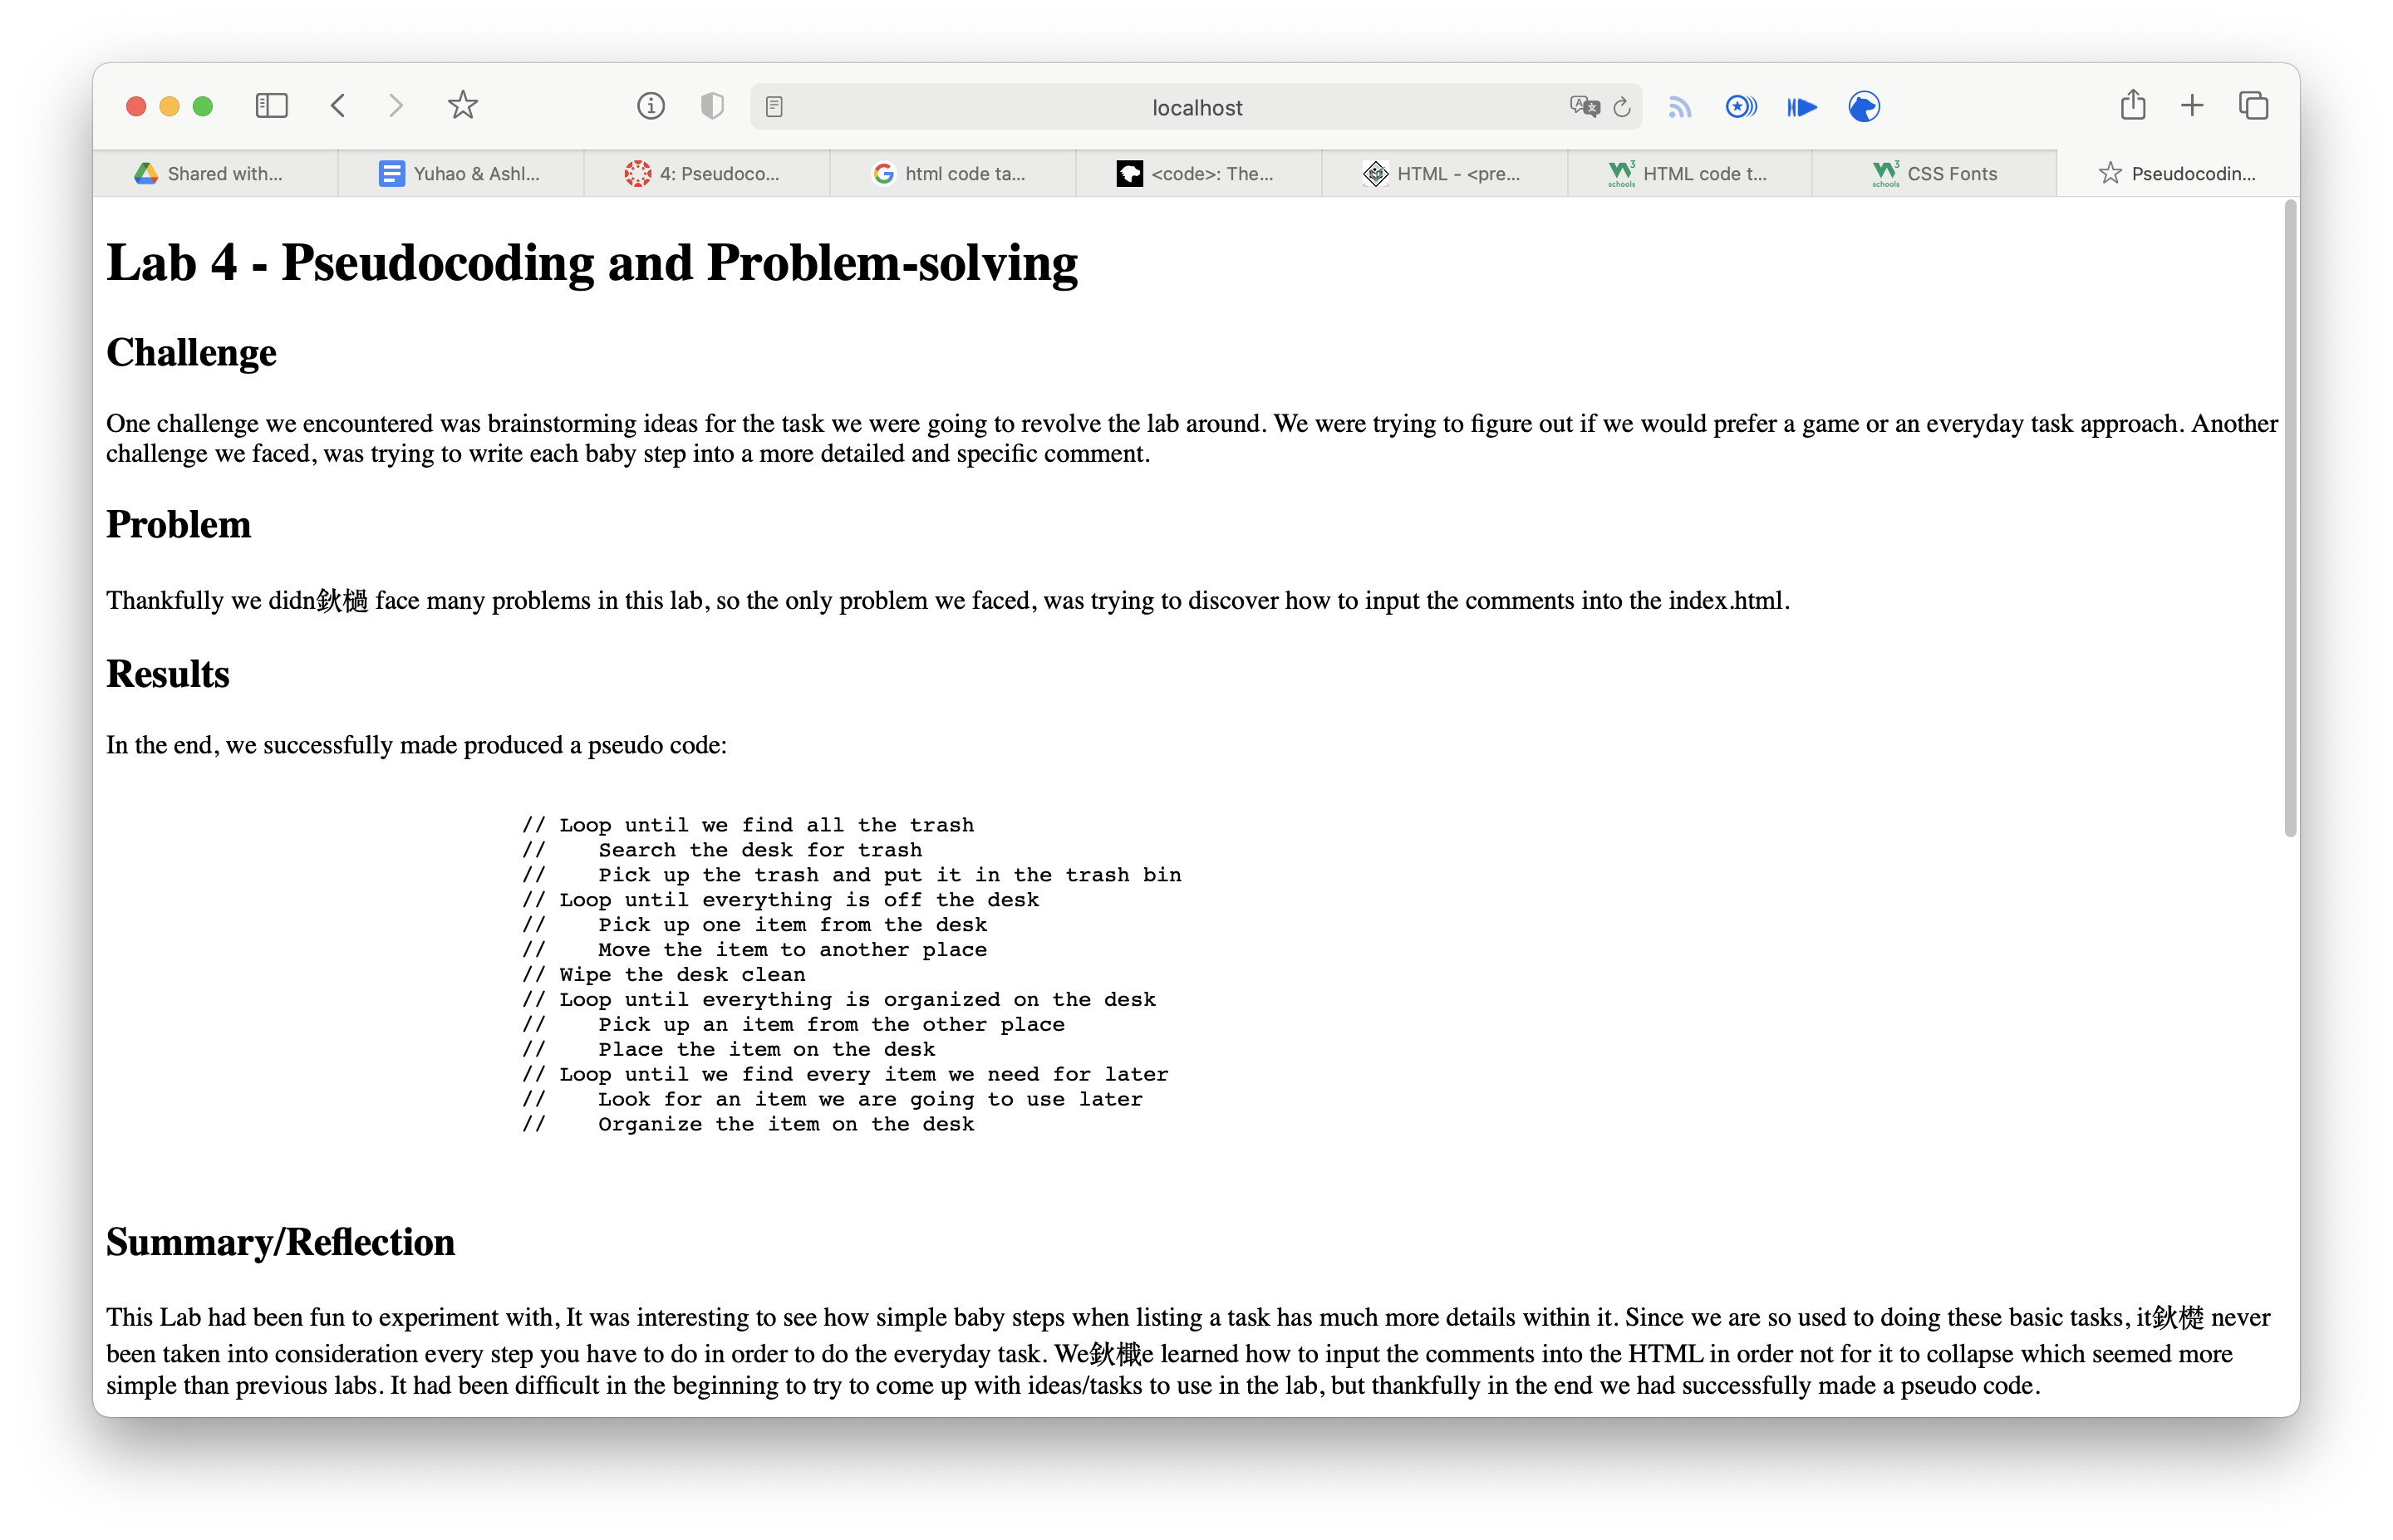 localhost
Shared with...
Yuhao & Ashl...
4: Pseudoco...
html code ta...
<code>: The...
HTML - <pre...
HTML code t...
CSS Fonts
Pseudocodin...
Lab 4 - Pseudocoding and Problem-solving
Challenge
One challenge we encountered was brainstorming ideas for the task we were going to revolve the lab around. We were trying to figure out if we would prefer a game or an everyday task approach. Another
challenge we faced, was trying to write each baby step into a more detailed and specific comment.
Problem
Thankfully we didn鈥檛 face many problems in this lab, so the only problem we faced, was trying to discover how to input the comments into the index.html.
Results
In the end, we successfully made produced a pseudo code:
// Loop until we find all the trash
//    Search the desk for trash
//    Pick up the trash and put it in the trash bin
// Loop until everything is off the desk
//    Pick up one item from the desk
//    Move the item to another place
// Wipe the desk clean
// Loop until everything is organized on the desk
//    Pick up an item from the other place
//    Place the item on the desk
// Loop until we find every item we need for later
//    Look for an item we are going to use later
//    Organize the item on the desk
Summary/Reflection
This Lab had been fun to experiment with, It was interesting to see how simple baby steps when listing a task has much more details within it. Since we are so used to doing these basic tasks, it鈥檚 never
been taken into consideration every step you have to do in order to do the everyday task. We鈥檝e learned how to input the comments into the HTML in order not for it to collapse which seemed more
simple than previous labs. It had been difficult in the beginning to try to come up with ideas/tasks to use in the lab, but thankfully in the end we had successfully made a pseudo code.